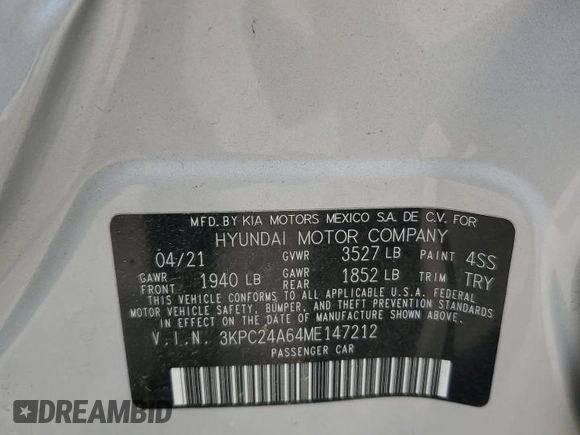 MFD. BY KIA MOTORS MEXICO S.A. DE C.V. FOR
HYUNDAI MOTOR COMPANY
04/21 GVWR 3527 LB PAINT 4SS
GAWR FRONT 1940 LB GAWR REAR 1852 LB TRIM TRY
THIS VEHICLE CONFORMS TO ALL APPLICABLE U.S.A. FEDERAL
MOTOR VEHICLE SAFETY, BUMPER, AND THEFT PREVENTION STANDARDS
IN EFFECT ON THE DATE OF MANUFACTURE SHOWN ABOVE.
V.I.N. 3KPC24A64ME147212
PASSENGER CAR
DREAMBID